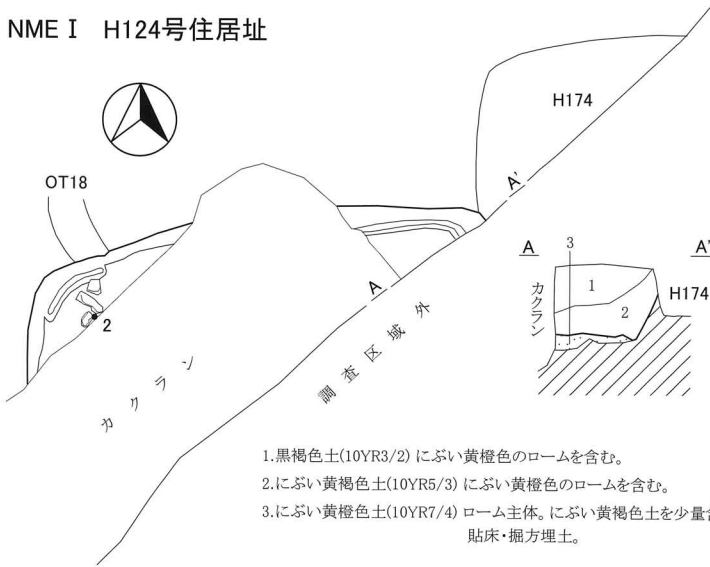 NME I H124号住居址
H174
OT18
A'
A
2
カクラン
調査区域外
A
3
A'
カクラン
1
2
H174
1.黒褐色土(10YR3/2) にぶい黄橙色のロームを含む。
2.にぶい黄褐色土(10YR5/3) にぶい黄橙色のロームを含む。
3.にぶい黄橙色土(10YR7/4) ローム主体。にぶい黄褐色土を少量含
貼床・掘方埋土。